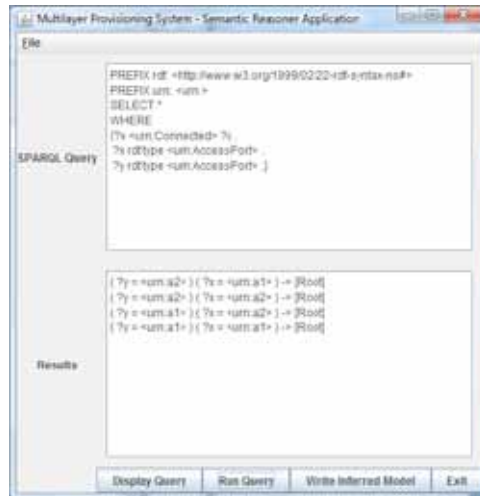 Multilayer Provisioning System - Semantic Reasoner Application
File
SPARQL Query
PREFIX rdf: <http://www.w3.org/1999/02/22-rdf-syntax-ns#>
PREFIX urn: <urn:>
SELECT *
WHERE
{?x <urn:Connected> ?y .
?x rdf:type <urn:AccessPort> .
?y rdf:type <urn:AccessPort> .}
Results
( ?y = <urn:a2> ) ( ?x = <urn:a1> ) -> [Root]
( ?y = <urn:a2> ) ( ?x = <urn:a2> ) -> [Root]
( ?y = <urn:a1> ) ( ?x = <urn:a2> ) -> [Root]
( ?y = <urn:a1> ) ( ?x = <urn:a1> ) -> [Root]
Display Query
Run Query
Write Inferred Model
Exit